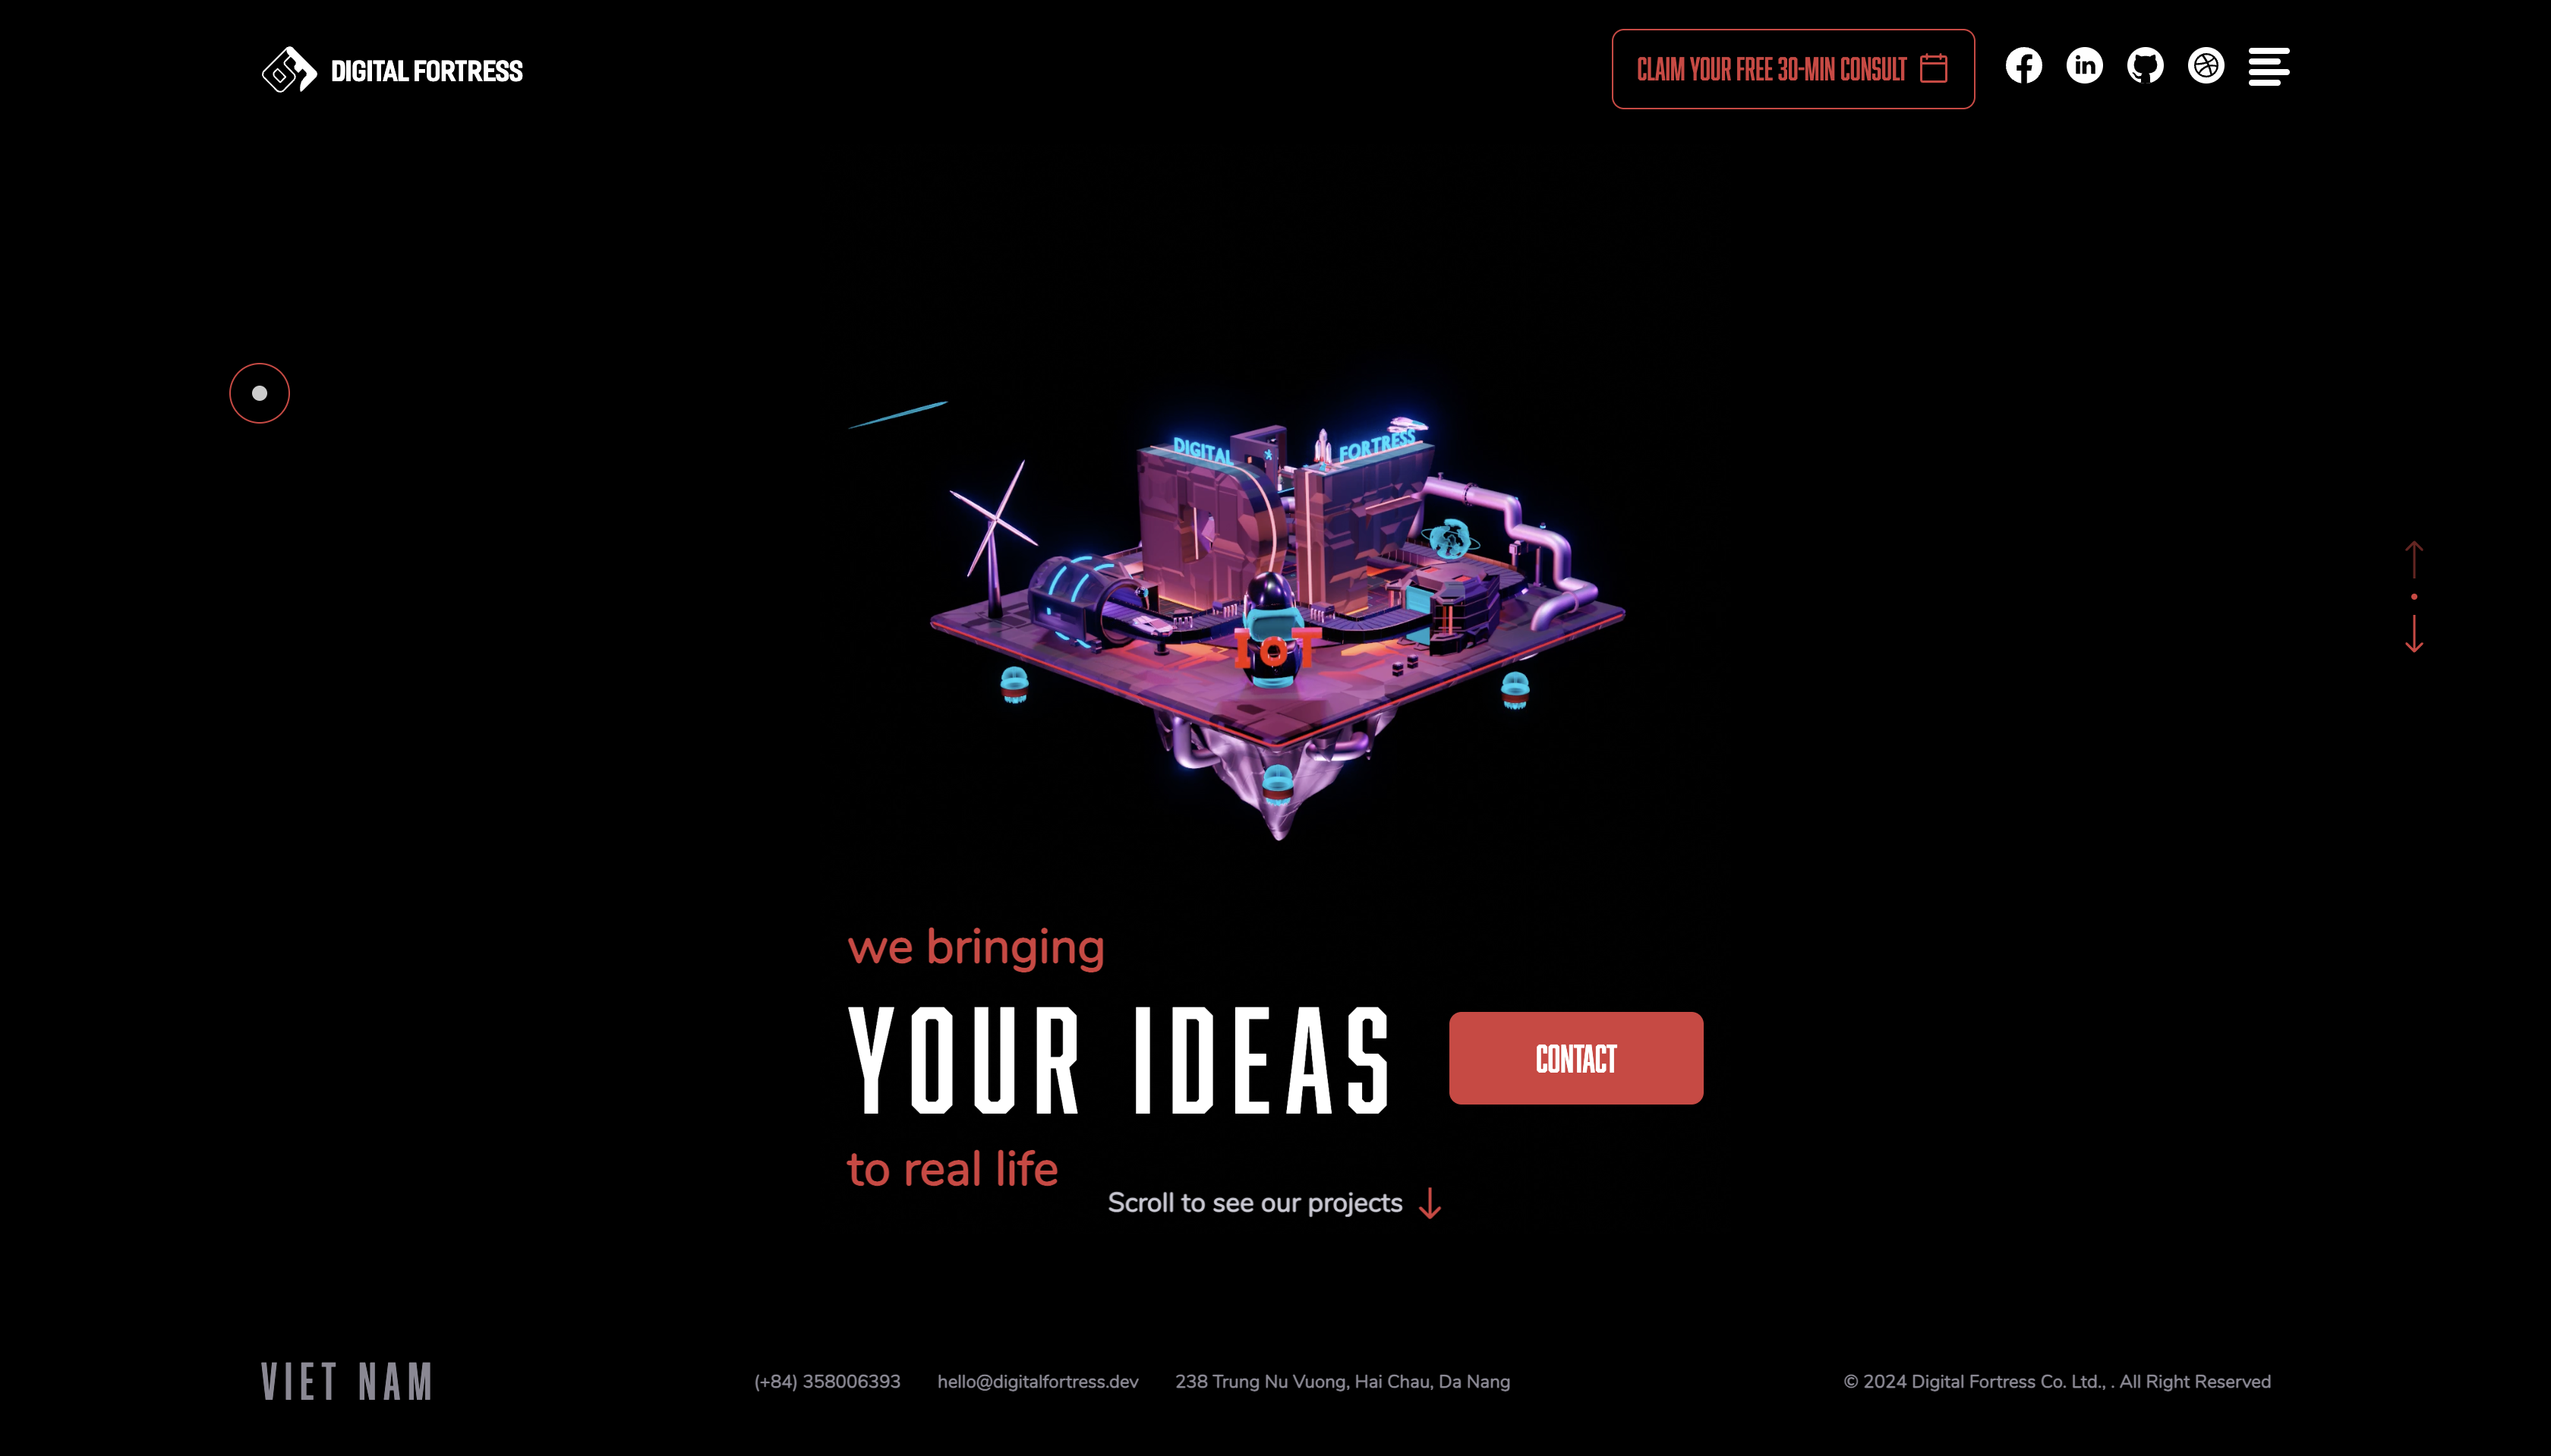 DIGITAL FORTRESS
CLAIM YOUR FREE 30-MIN CONSULT
DIGITAL
FORTRESS
IOT
we bringing
YOUR IDEAS
CONTACT
to real life
Scroll to see our projects
VIET NAM
(+84) 358006393
hello@digitalfortress.dev
238 Trung Nu Vuong, Hai Chau, Da Nang
© 2024 Digital Fortress Co. Ltd., . All Right Reserved